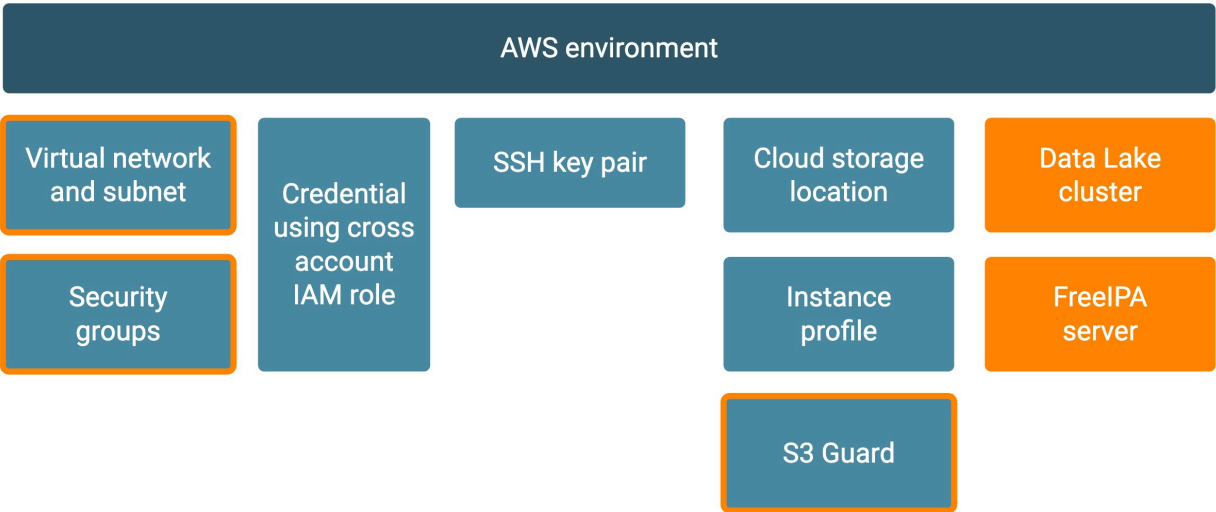 AWS environment
Virtual network
and subnet
Security
groups
Credential
using cross
account
IAM role
SSH key pair
Cloud storage
location
Instance
profile
S3 Guard
Data Lake
cluster
FreeIPA
server